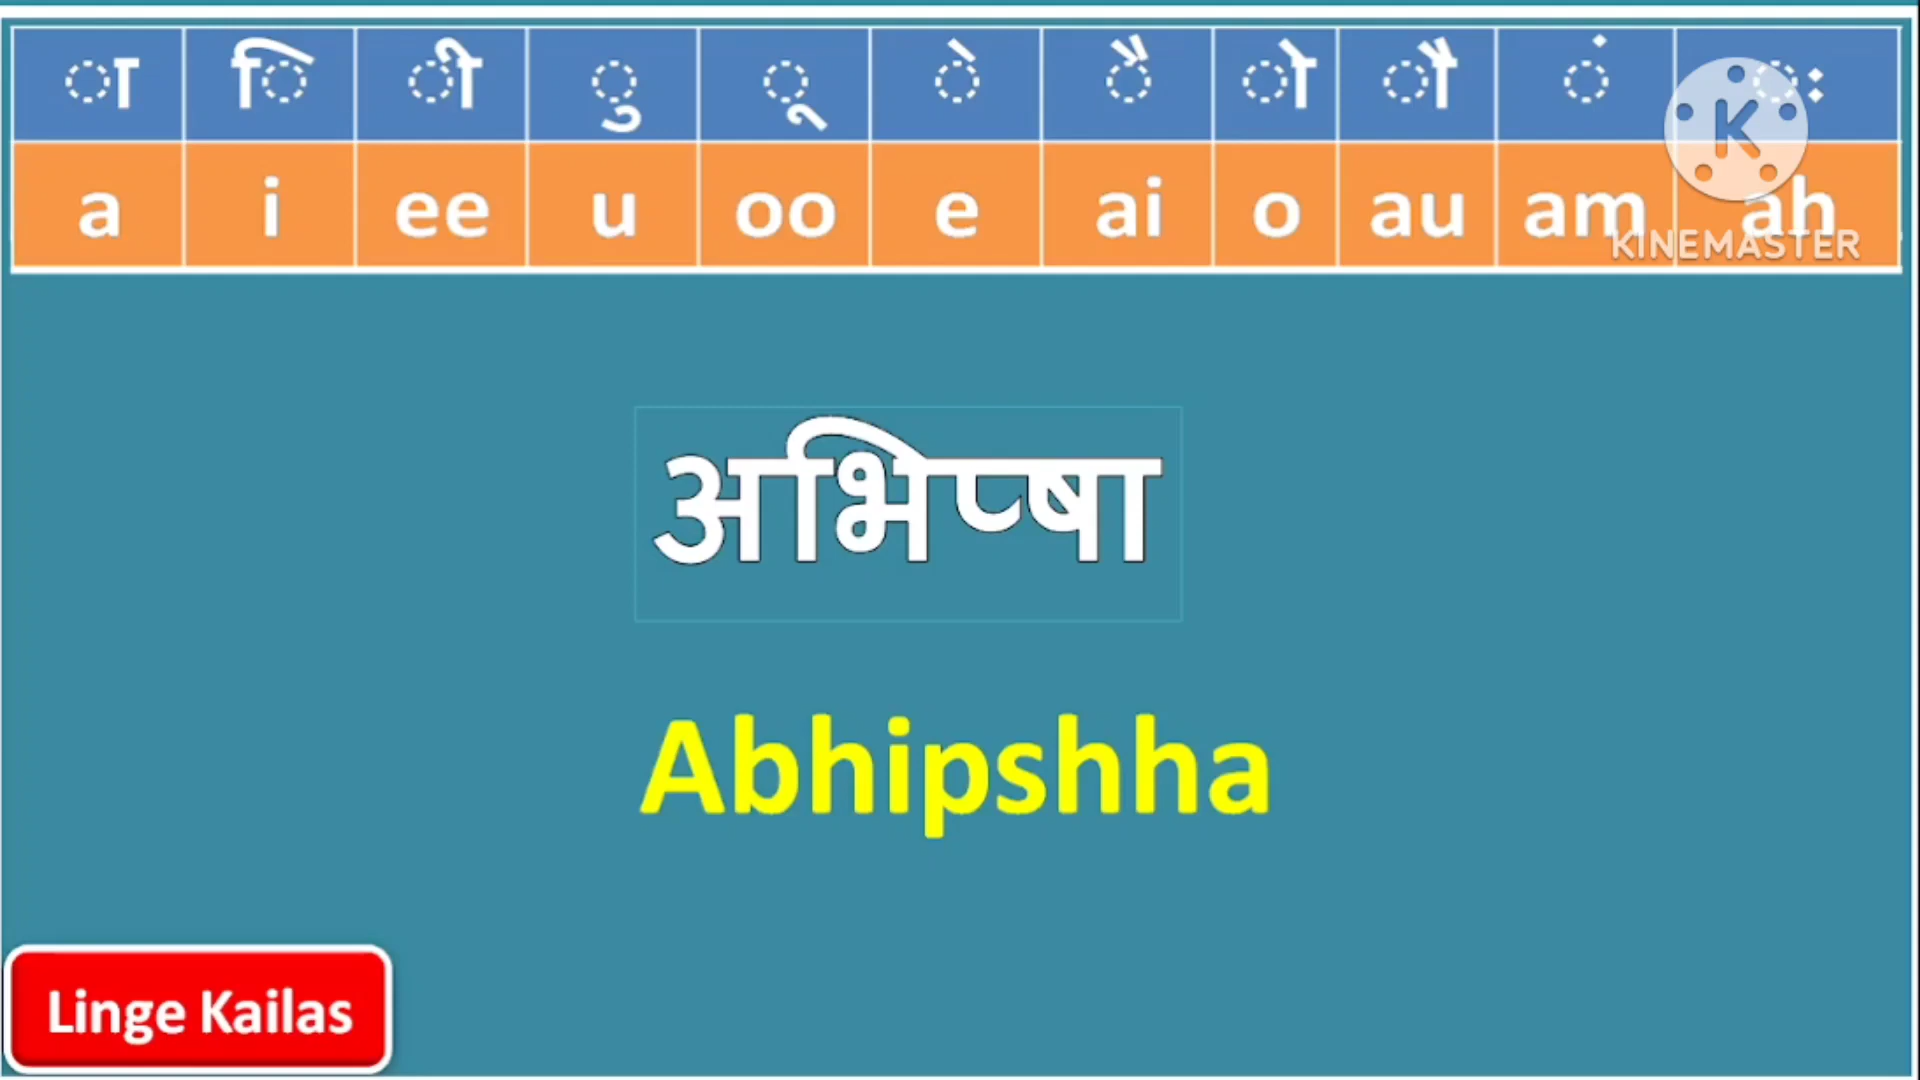 ा ि ी ु ू े ै ो ौ ं ः
a i ee u oo e ai o au am ah
K
KINEMASTER
अभिप्षा
Abhipshha
Linge Kailas